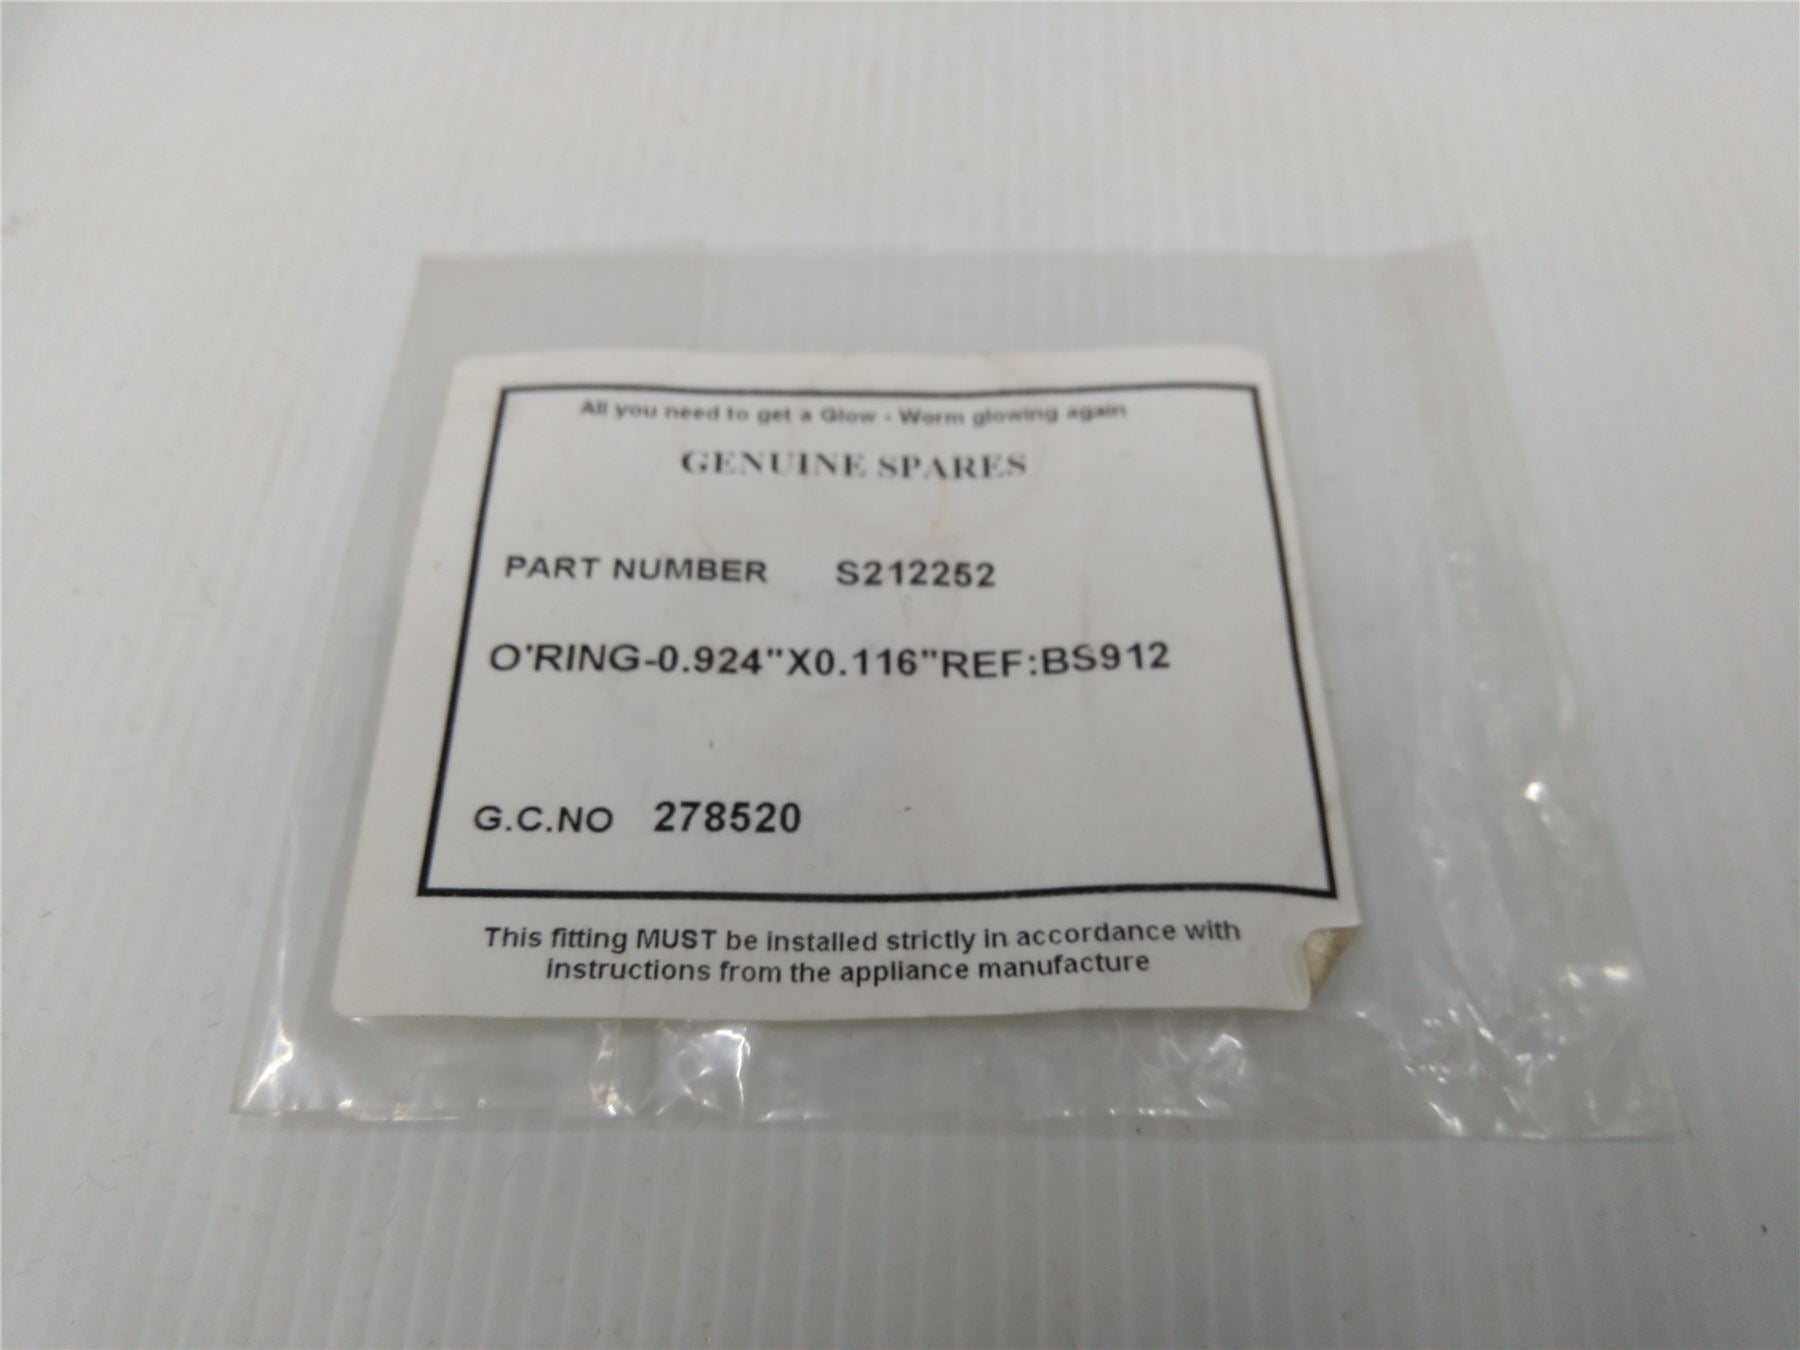 All you need to get a Glow - Worm glowing again
GENUINE SPARES
PART NUMBER S212252
O'RING-0.924"X0.116"REF:BS912
G.C.NO 278520
This fitting MUST be installed strictly in accordance with
instructions from the appliance manufacture